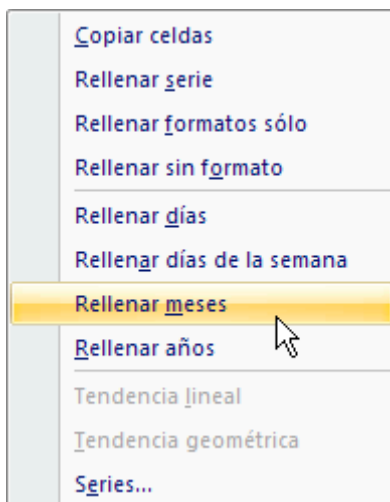 Copiar celdas
Rellenar serie
Rellenar formatos sólo
Rellenar sin formato
Rellenar días
Rellenar días de la semana
Rellenar meses
Rellenar años
Tendencia lineal
Tendencia geométrica
Series...